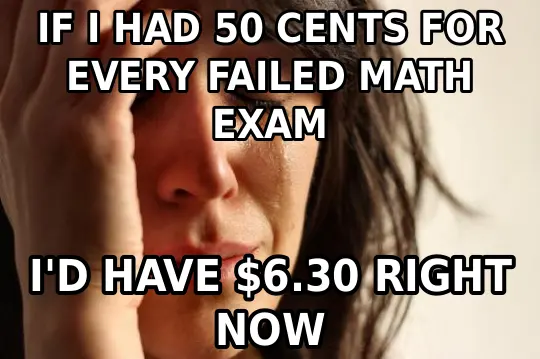 IF I HAD 50 CENTS FOR
EVERY FAILED MATH
EXAM
I'D HAVE $6.30 RIGHT
NOW